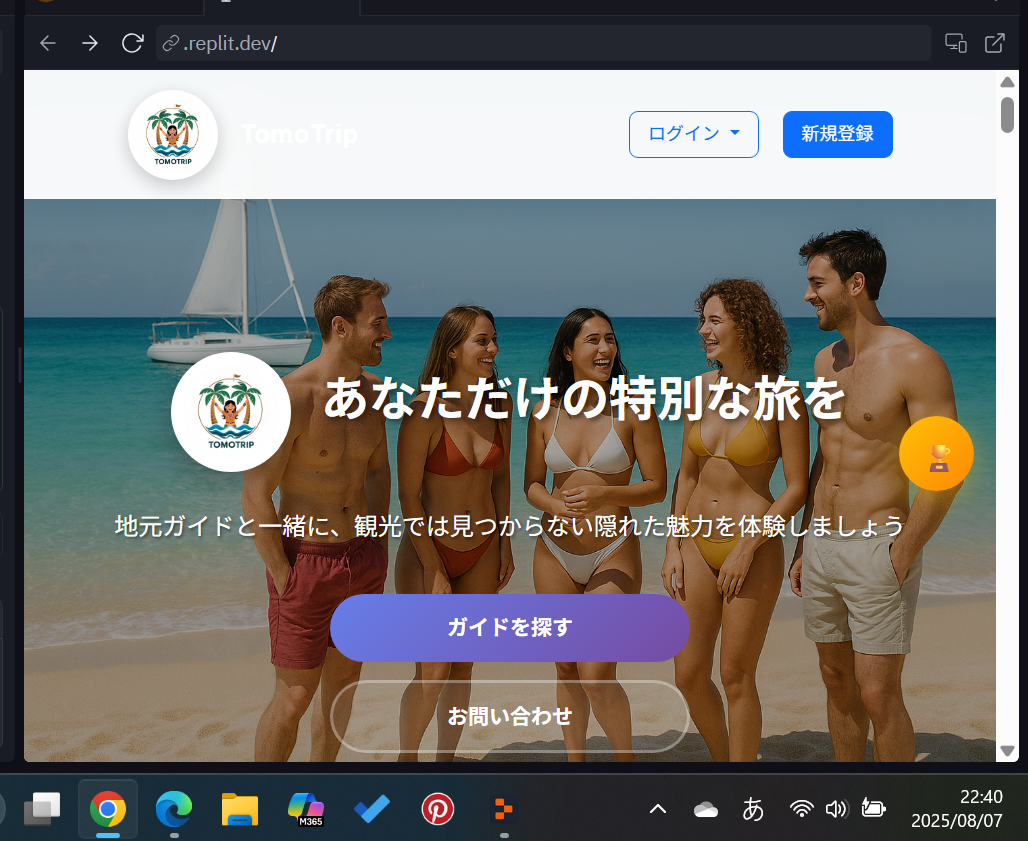 .replit.dev/
TOMOTRIP
TomoTrip
ログイン
新規登録
TOMOTRIP
あなただけの特別な旅を
地元ガイドと一緒に、観光では見つからない隠れた魅力を体験しましょう
ガイドを探す
お問い合わせ
M365
あ
22:40
2025/08/07